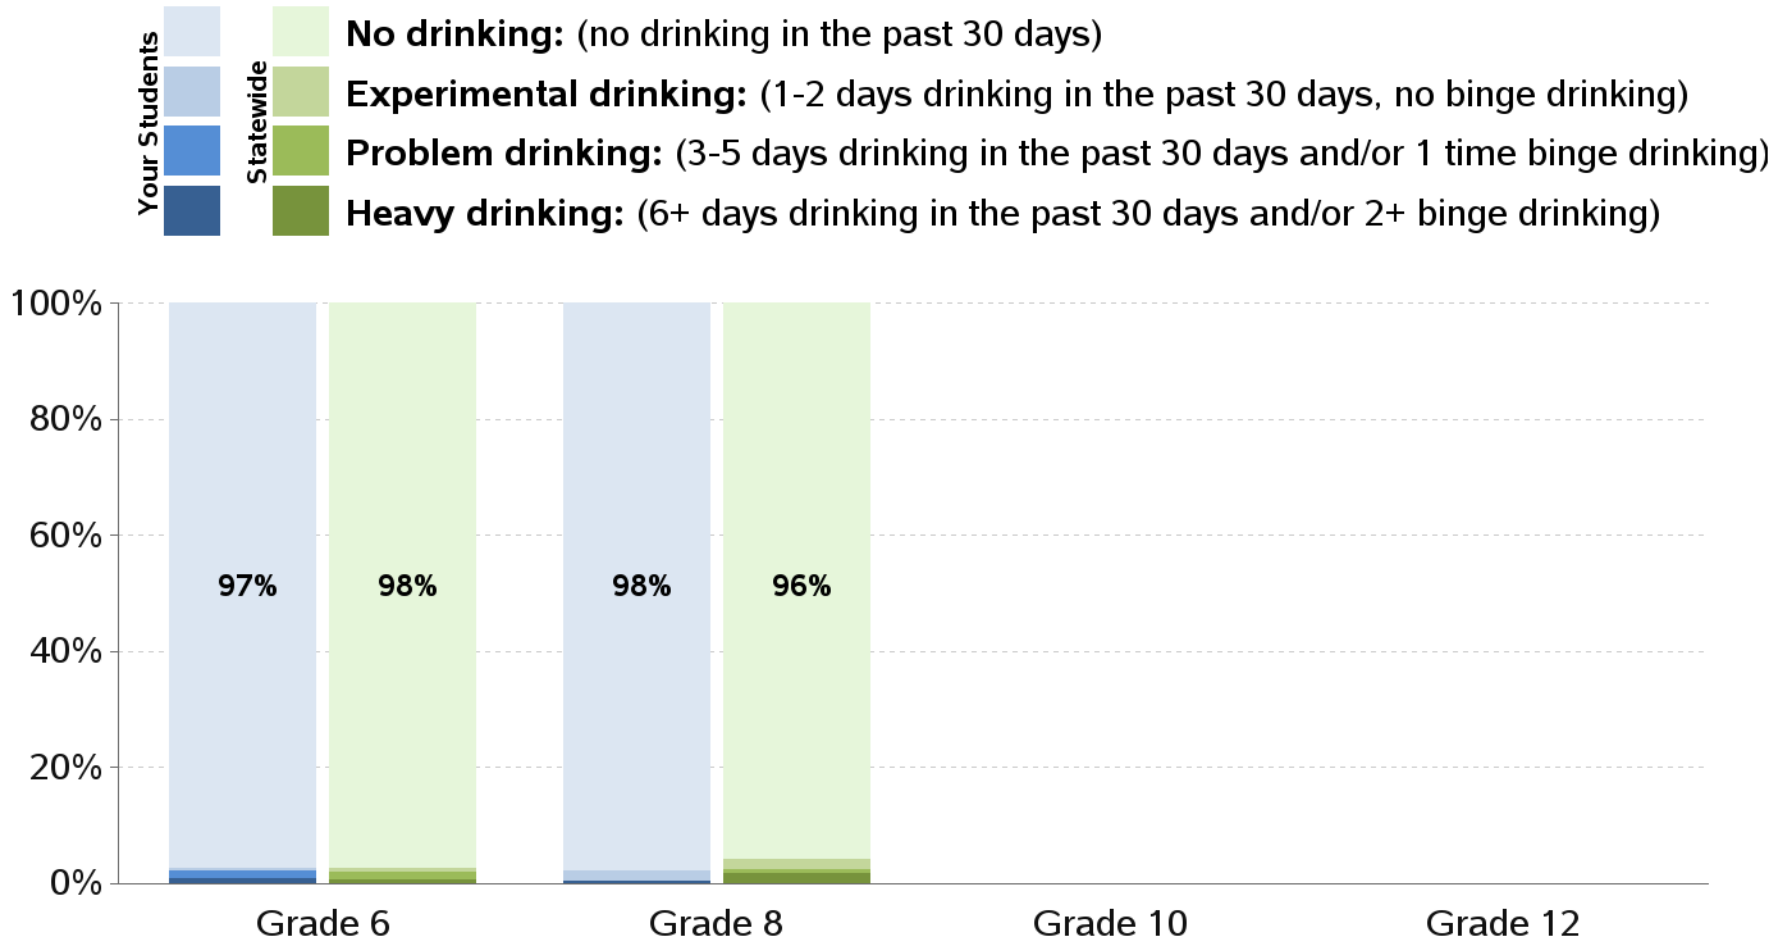 Your Students
Statewide
No drinking: (no drinking in the past 30 days)
Experimental drinking: (1-2 days drinking in the past 30 days, no binge drinking)
Problem drinking: (3-5 days drinking in the past 30 days and/or 1 time binge drinking)
Heavy drinking: (6+ days drinking in the past 30 days and/or 2+ binge drinking)
100%
80%
60%
97% 98% 98% 96%
40%
20%
0%
Grade 6 Grade 8 Grade 10 Grade 12